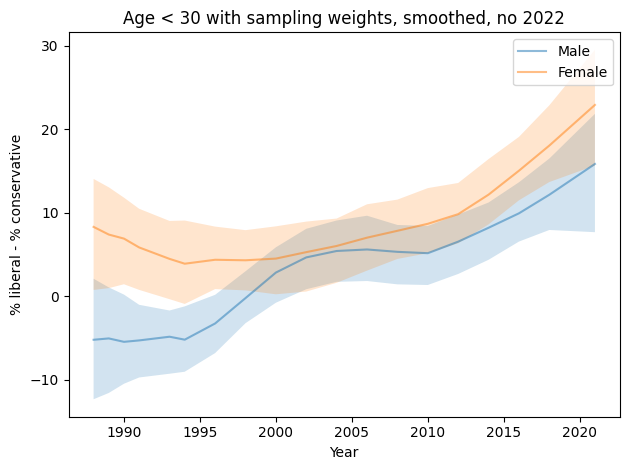 Age < 30 with sampling weights, smoothed, no 2022
Male
Female
% liberal - % conservative
30
20
10
0
−10
1990
1995
2000
2005
2010
2015
2020
Year